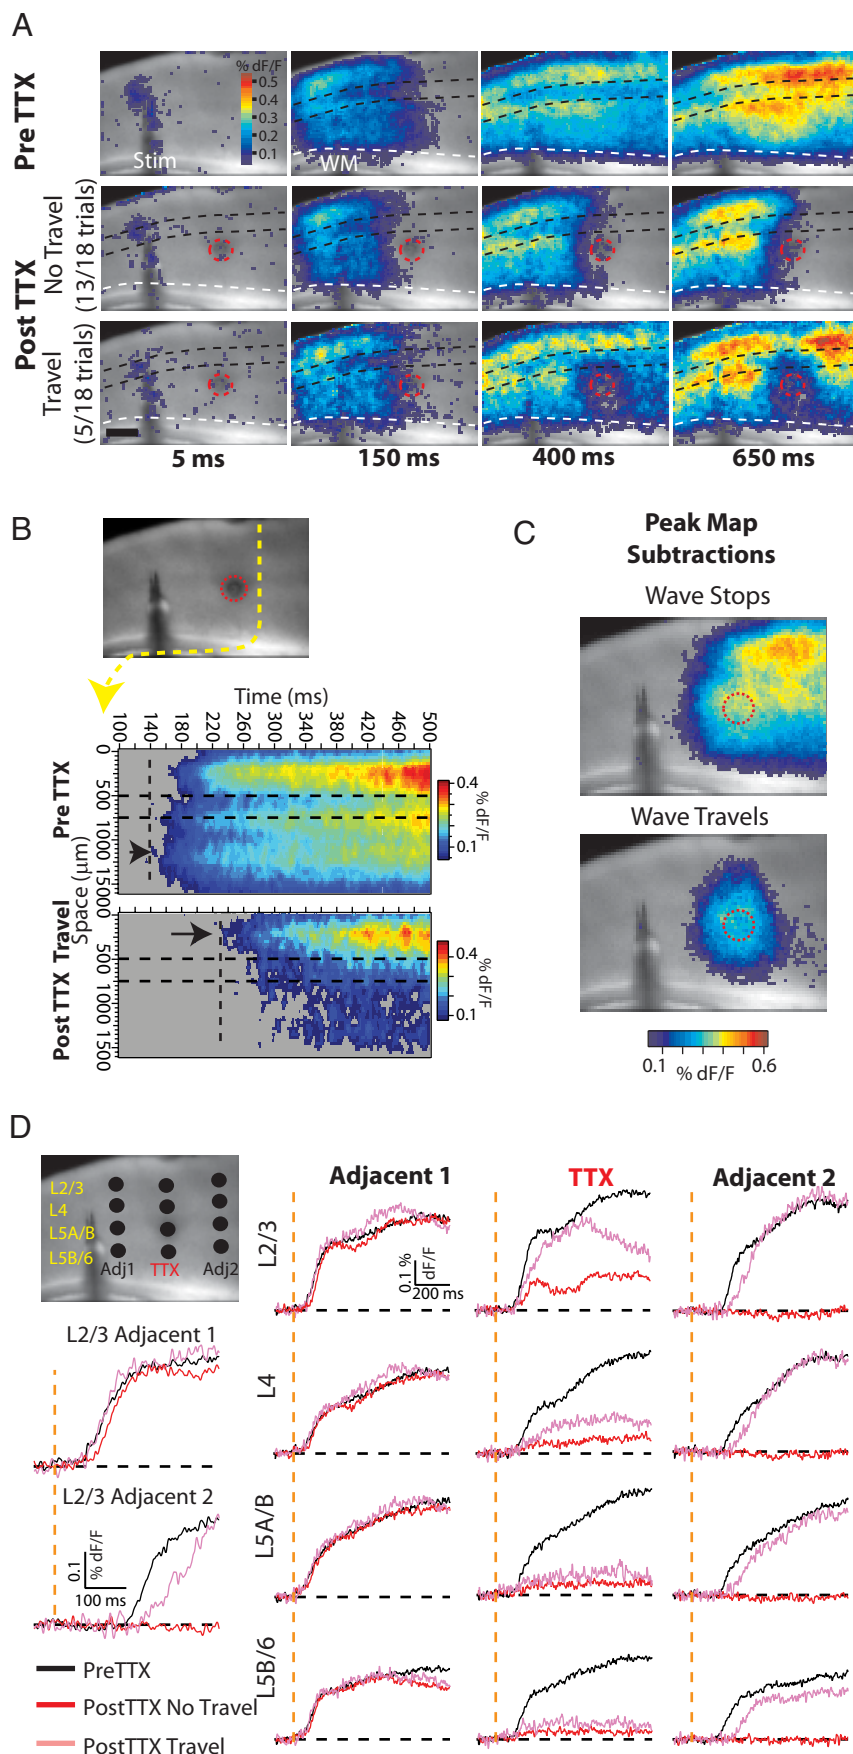 A
Pre TTX
% dF/F
0.5
0.4
0.3
0.2
0.1
Stim
WM
Post TTX
No Travel
(13/18 trials)
Travel
(5/18 trials)
5 ms
150 ms
400 ms
650 ms
B
Time (ms)
100
140
180
220
260
300
340
380
420
460
500
Pre TTX
0
500
1000
15000
0.4
0.1
% dF/F
Space (μm)
Post TTX Travel
500
1000
1500
0.4
0.1
% dF/F
C
Peak Map
Subtractions
Wave Stops
Wave Travels
0.1
0.6
% dF/F
D
L2/3
L4
L5A/B
L5B/6
Adj1
TTX
Adj2
L2/3 Adjacent 1
L2/3 Adjacent 2
0.1
% dF/F
100 ms
PreTTX
PostTTX No Travel
PostTTX Travel
Adjacent 1
TTX
Adjacent 2
L2/3
0.1 %
dF/F
200 ms
L4
L5A/B
L5B/6